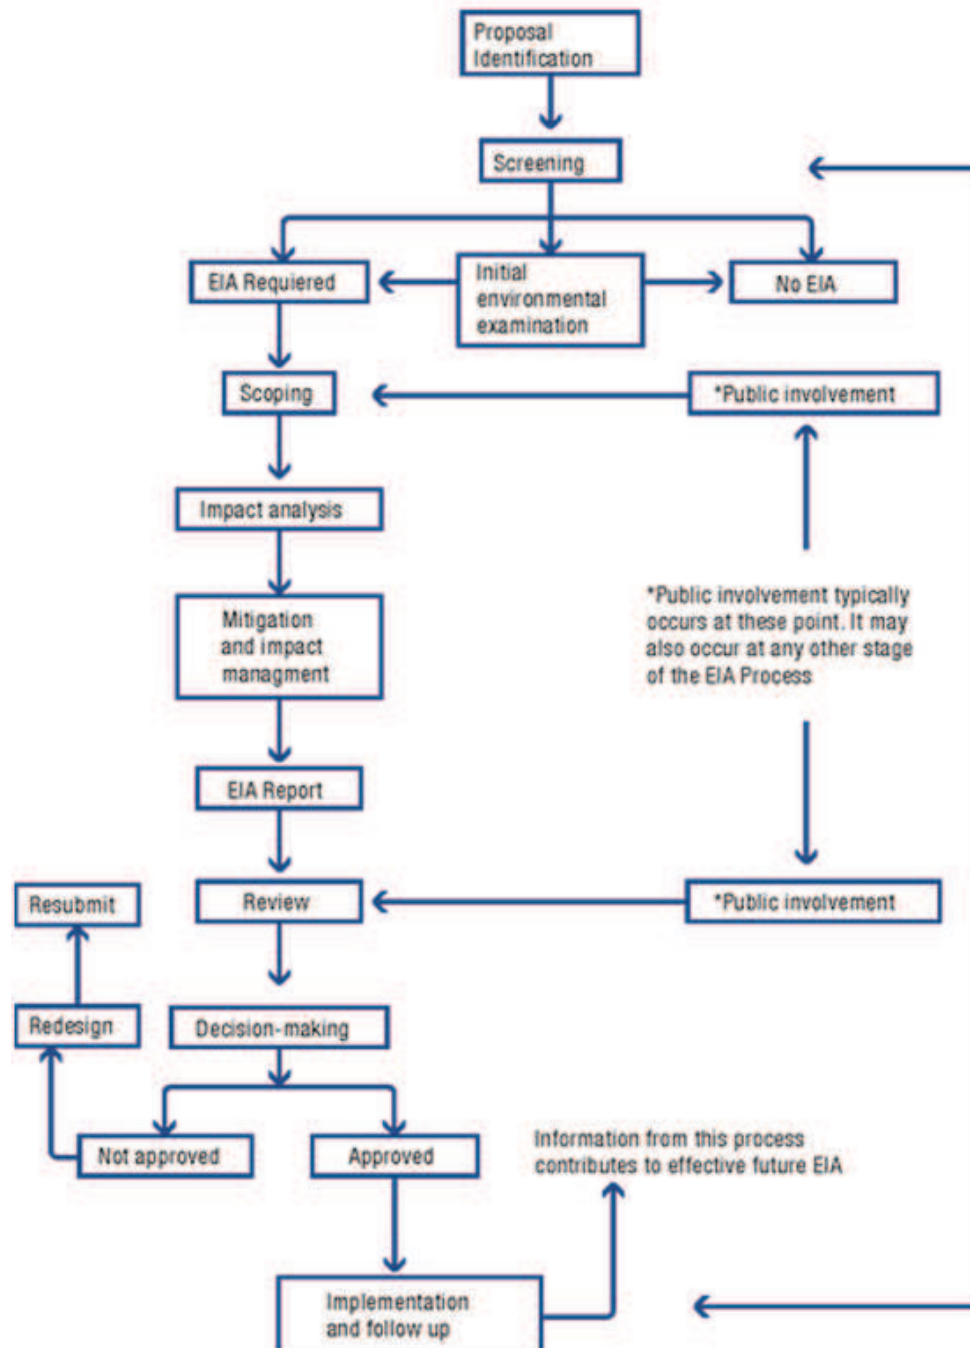 Proposal
Identification
Screening
EIA Requiered
Initial
environmental
examination
No EIA
Scoping
*Public involvement
Impact analysis
*Public involvement typically
occurs at these point. It may
also occur at any other stage
of the EIA Process
Mitigation
and impact
managment
EIA Report
Resubmit
Review
*Public involvement
Redesign
Decision-making
Not approved
Approved
Information from this process
contributes to effective future EIA
Implementation
and follow up